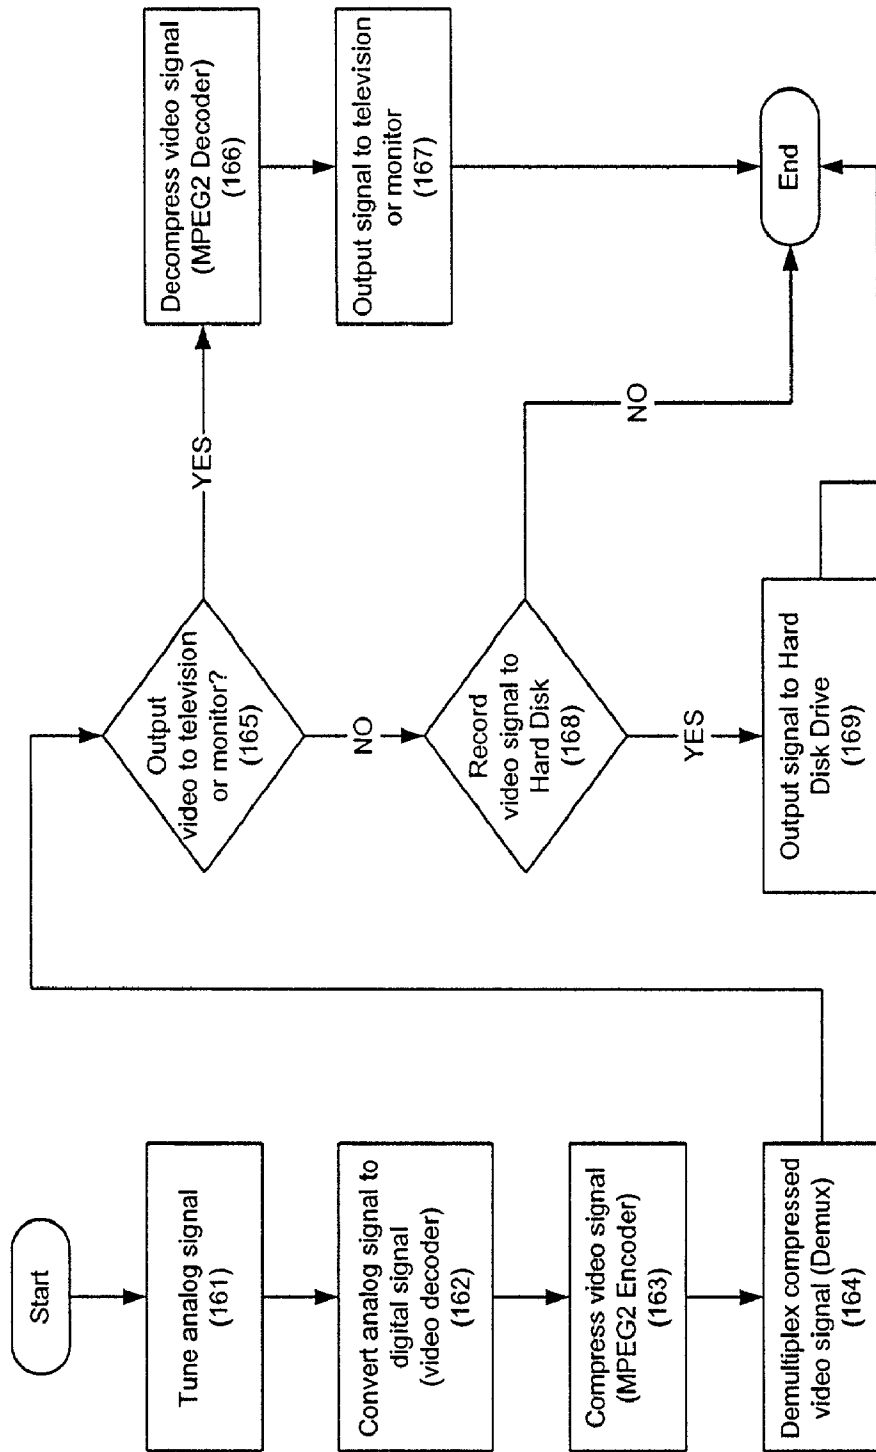 Start
Tune analog signal
(161)
Convert analog signal to
digital signal
(video decoder)
(162)
Compress video signal
(MPEG2 Encoder)
(163)
Demultiplex compressed
video signal (Demux)
(164)
Output
video to television
or monitor?
(165)
YES
NO
Decompress video signal
(MPEG2 Decoder)
(166)
Output signal to television
or monitor
(167)
Record
video signal to
Hard Disk
(168)
YES
NO
Output signal to Hard
Disk Drive
(169)
End